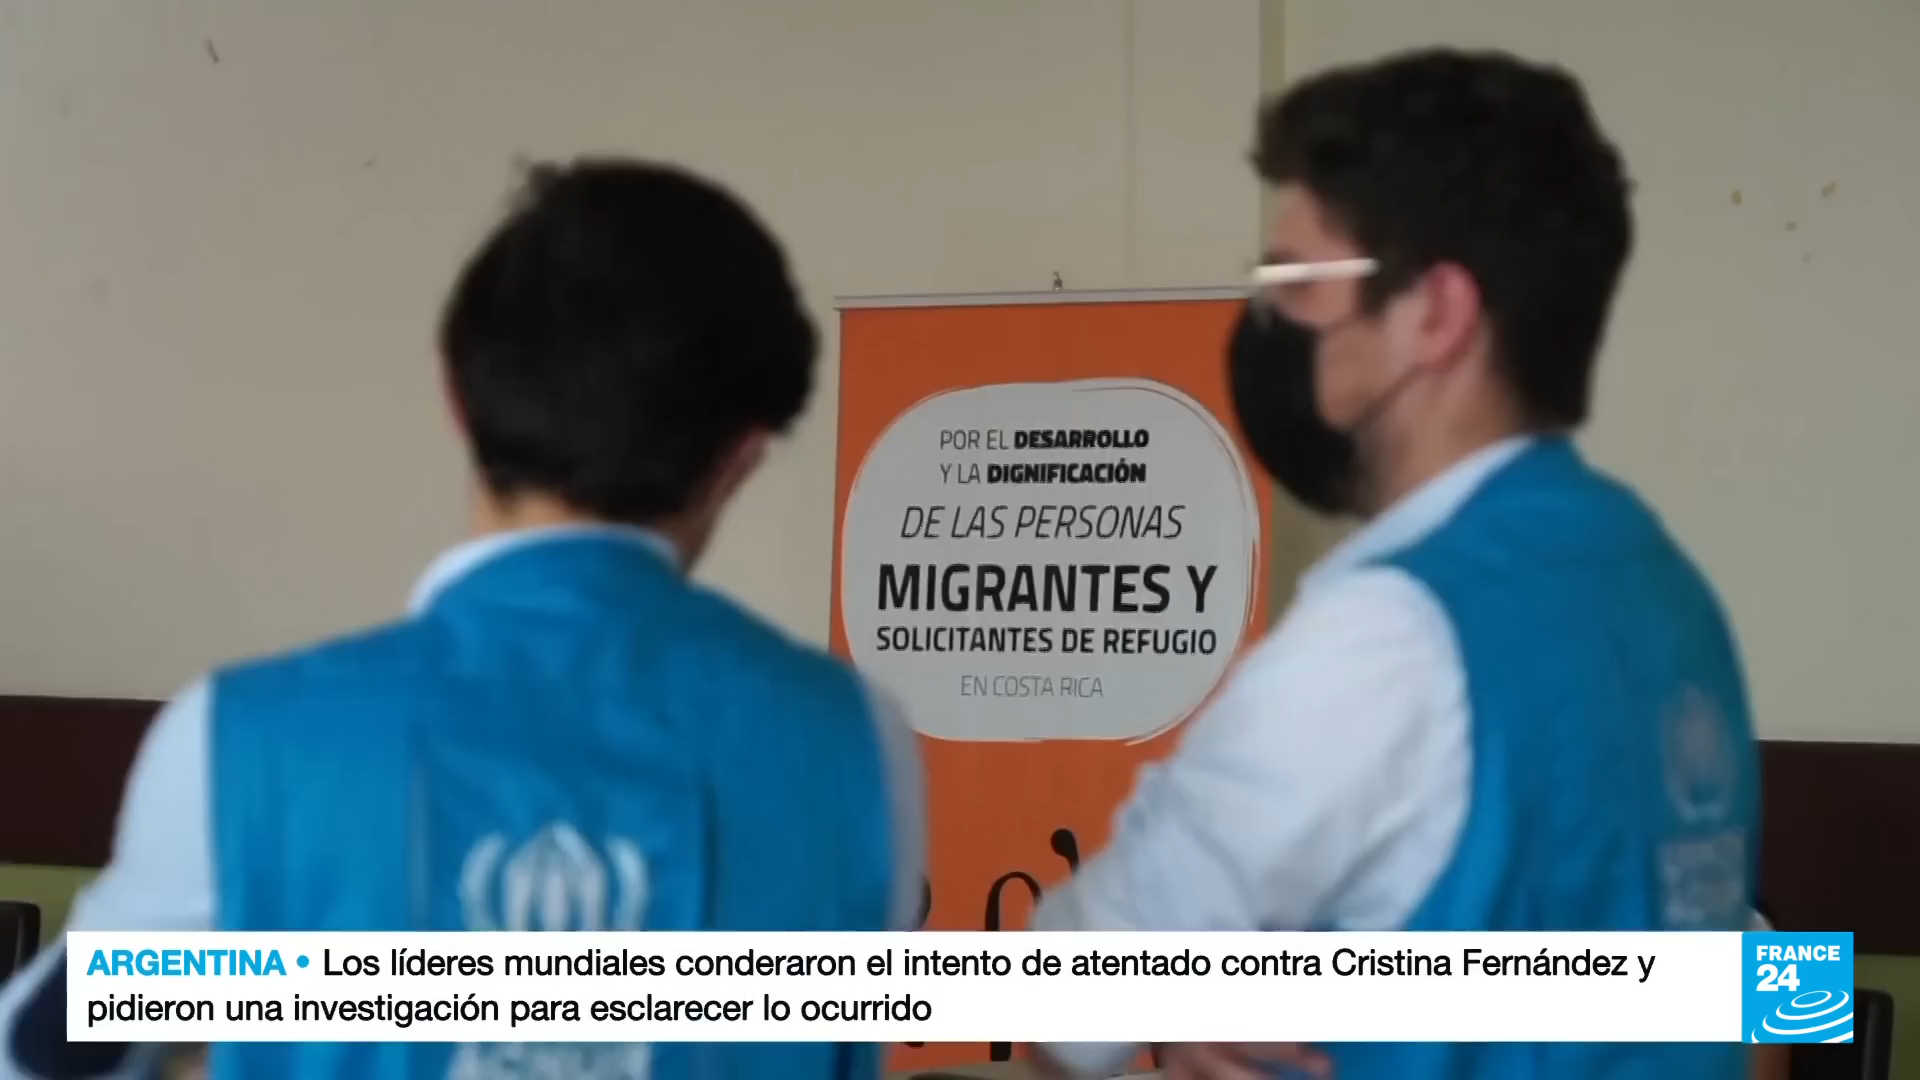 POR EL DESARROLLO
Y LA DIGNIFICACIÓN
DE LAS PERSONAS
MIGRANTES Y
SOLICITANTES DE REFUGIO
EN COSTA RICA
ARGENTINA • Los líderes mundiales conderaron el intento de atentado contra Cristina Fernández y
pidieron una investigación para esclarecer lo ocurrido
FRANCE
24